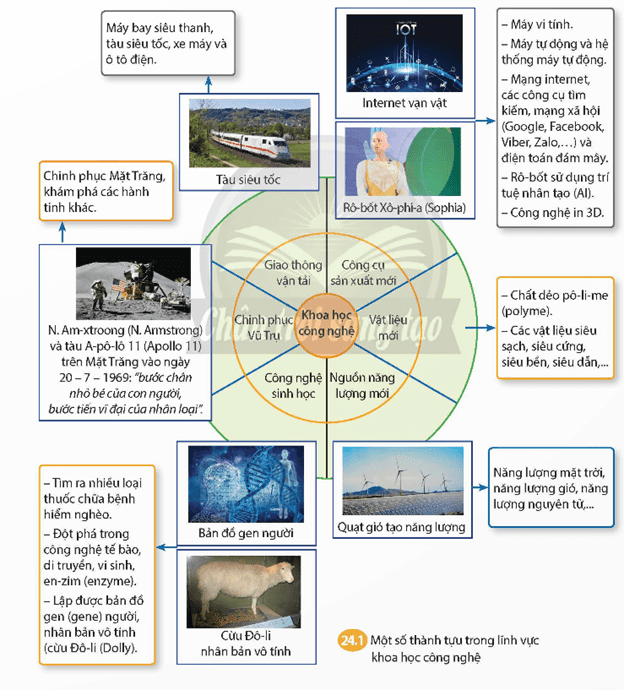 Máy bay siêu thanh,
tàu siêu tốc, xe máy và
ô tô điện.
Tàu siêu tốc
IOT
Internet vạn vật
Rô-bốt Xô-phi-a (Sophia)
– Máy vi tính.
– Máy tự động và hệ
thống máy tự động.
– Mạng internet,
các công cụ tìm
kiếm, mạng xã hội
(Google, Facebook,
Viber, Zalo,…) và
điện toán đám mây.
– Rô-bốt sử dụng trí
tuệ nhân tạo (AI).
– Công nghệ in 3D.
Chinh phục Mặt Trăng,
khám phá các hành
tinh khác.
N. Am-xtroong (N. Armstrong)
và tàu A-pô-lô 11 (Apollo 11)
trên Mặt Trăng vào ngày
20 – 7 – 1969: "bước chân
nhỏ bé của con người,
bước tiến vĩ đại của nhân loại".
Giao thông
vận tải
Công cụ
sản xuất mới
Chinh phục
Vũ Trụ
Khoa học
công nghệ
Vật liệu
mới
Công nghệ
sinh học
Nguồn năng
lượng mới
Chân trời sáng tạo
– Chất dẻo pô-li-me
(polyme).
– Các vật liệu siêu
sạch, siêu cứng,
siêu bền, siêu dẫn,...
– Tìm ra nhiều loại
thuốc chữa bệnh
hiểm nghèo.
– Đột phá trong
công nghệ tế bào,
di truyền, vi sinh,
en-zim (enzyme).
– Lập được bản đồ
gen (gene) người,
nhân bản vô tính
(cừu Đô-li (Dolly).
Bản đồ gen người
Cừu Đô-li
nhân bản vô tính
Quạt gió tạo năng lượng
Năng lượng mặt trời,
năng lượng gió, năng
lượng nguyên tử,...
24.1 Một số thành tựu trong lĩnh vực
khoa học công nghệ